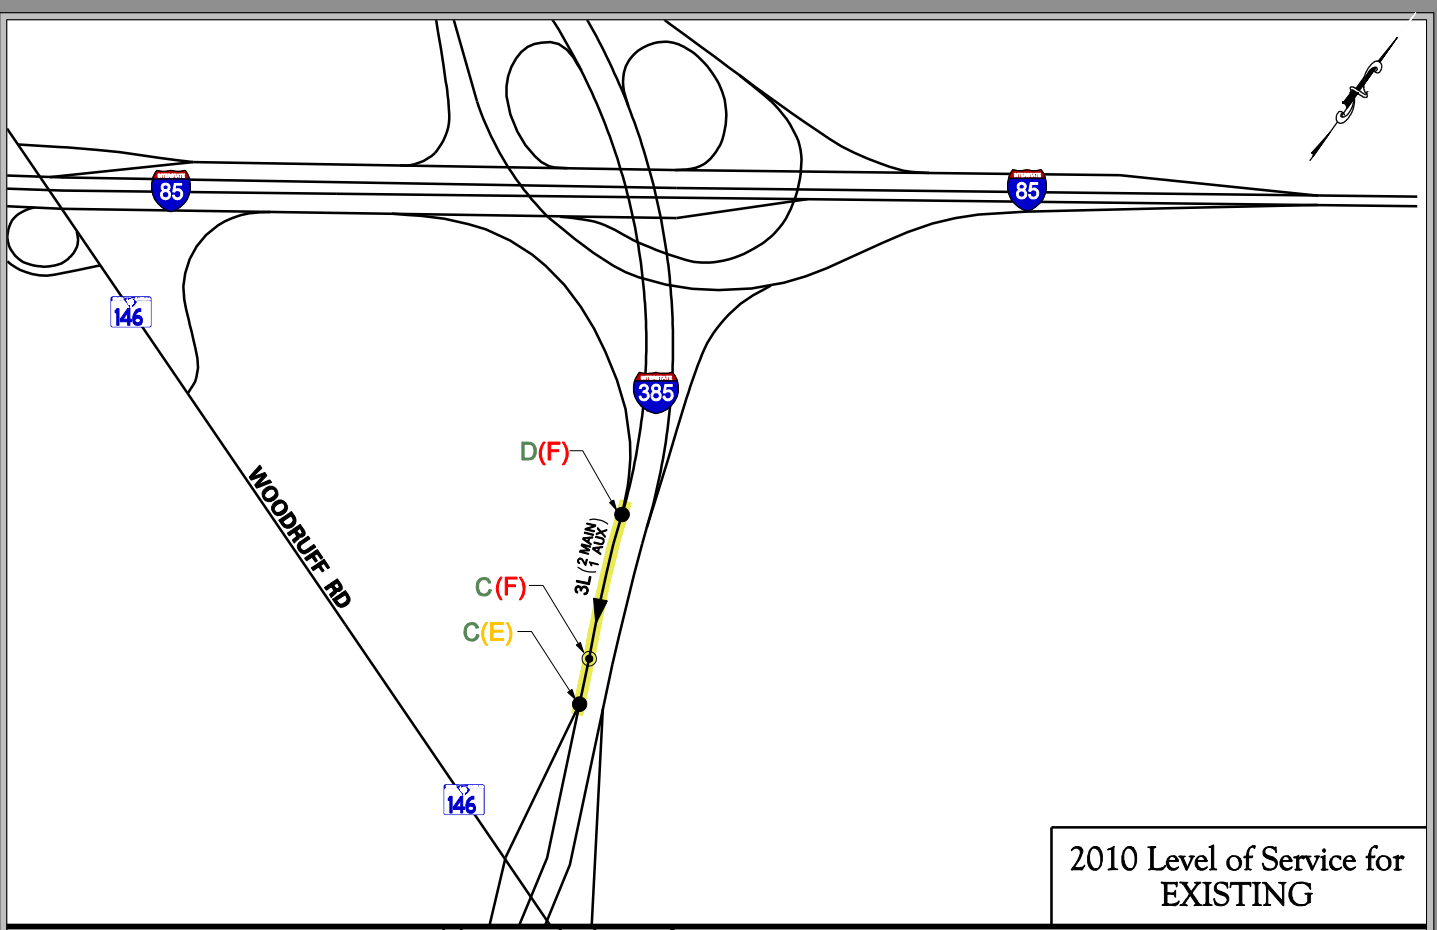 85
85
146
385
D(F)
WOODRUFF RD
3L(2 MAIN
1 AUX)
C(F)
C(E)
146
2010 Level of Service for
EXISTING